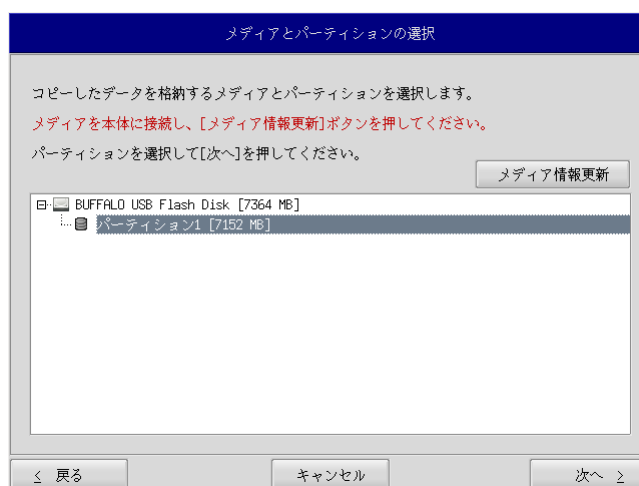 メディアとパーティションの選択
コピーしたデータを格納するメディアとパーティションを選択します。
メディアを本体に接続し、[メディア情報更新]ボタンを押してください。
パーティションを選択して[次へ]を押してください。
メディア情報更新
BUFFALO USB Flash Disk [7364 MB]
パーティション1 [7152 MB]
< 戻る
キャンセル
次へ >